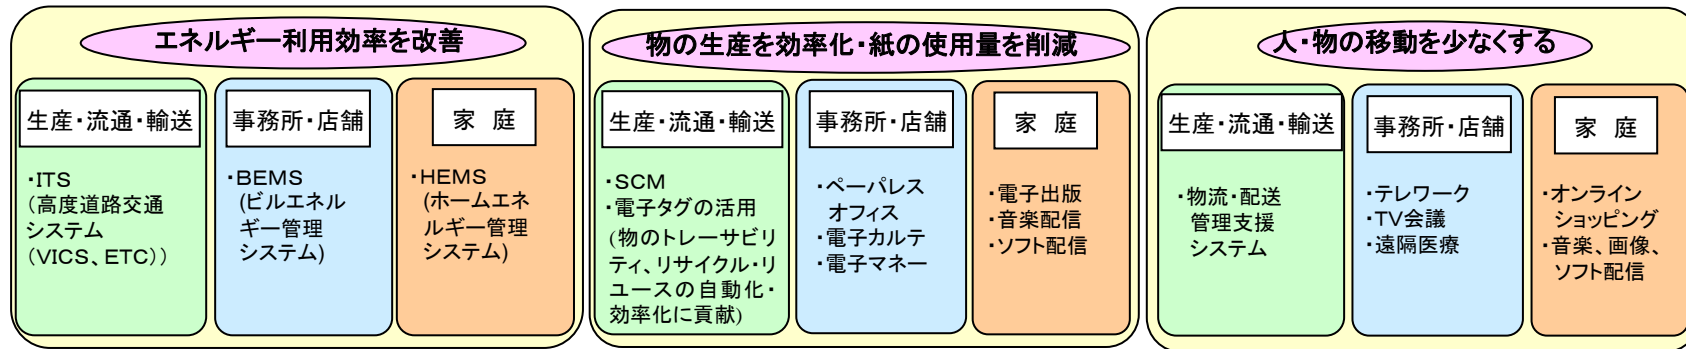 エネルギー利用効率を改善
生産・流通・輸送
・ITS
(高度道路交通
システム
(VICS、ETC))
事務所・店舗
・BEMS
(ビルエネル
ギー管理
システム)
家 庭
・HEMS
(ホームエネ
ルギー管理
システム)
物の生産を効率化・紙の使用量を削減
生産・流通・輸送
・SCM
・電子タグの活用
(物のトレーサビリ
ティ、リサイクル・リ
ユースの自動化・
効率化に貢献)
事務所・店舗
・ペーパレス
オフィス
・電子カルテ
・電子マネー
家 庭
・電子出版
・音楽配信
・ソフト配信
人・物の移動を少なくする
生産・流通・輸送
・物流・配送
管理支援
システム
事務所・店舗
・テレワーク
・TV会議
・遠隔医療
家 庭
・オンライン
ショッピング
・音楽、画像、
ソフト配信